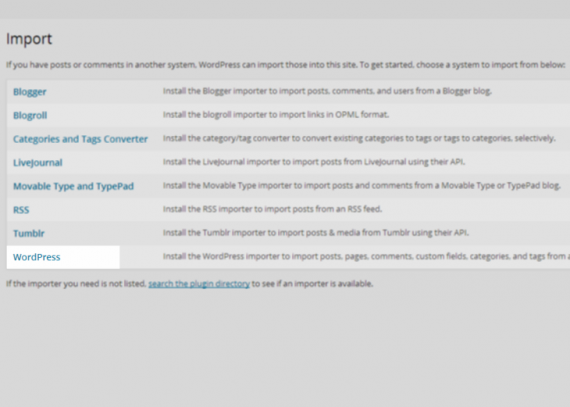 Import
If you have posts or comments in another system, WordPress can import those into this site. To get started, choose a system to import from below:
Blogger Install the Blogger importer to import posts, comments, and users from a Blogger blog.
Blogroll Install the blogroll importer to import links in OPML format.
Categories and Tags Converter Install the category/tag converter to convert existing categories to tags or tags to categories, selectively.
LiveJournal Install the LiveJournal importer to import posts from LiveJournal using their API.
Movable Type and TypePad Install the Movable Type importer to import posts and comments from a Movable Type or TypePad blog.
RSS Install the RSS importer to import posts from an RSS feed.
Tumblr Install the Tumblr importer to import posts & media from Tumblr using their API.
WordPress Install the WordPress importer to import posts, pages, comments, custom fields, categories, and tags from a
If the importer you need is not listed, search the plugin directory to see if an importer is available.